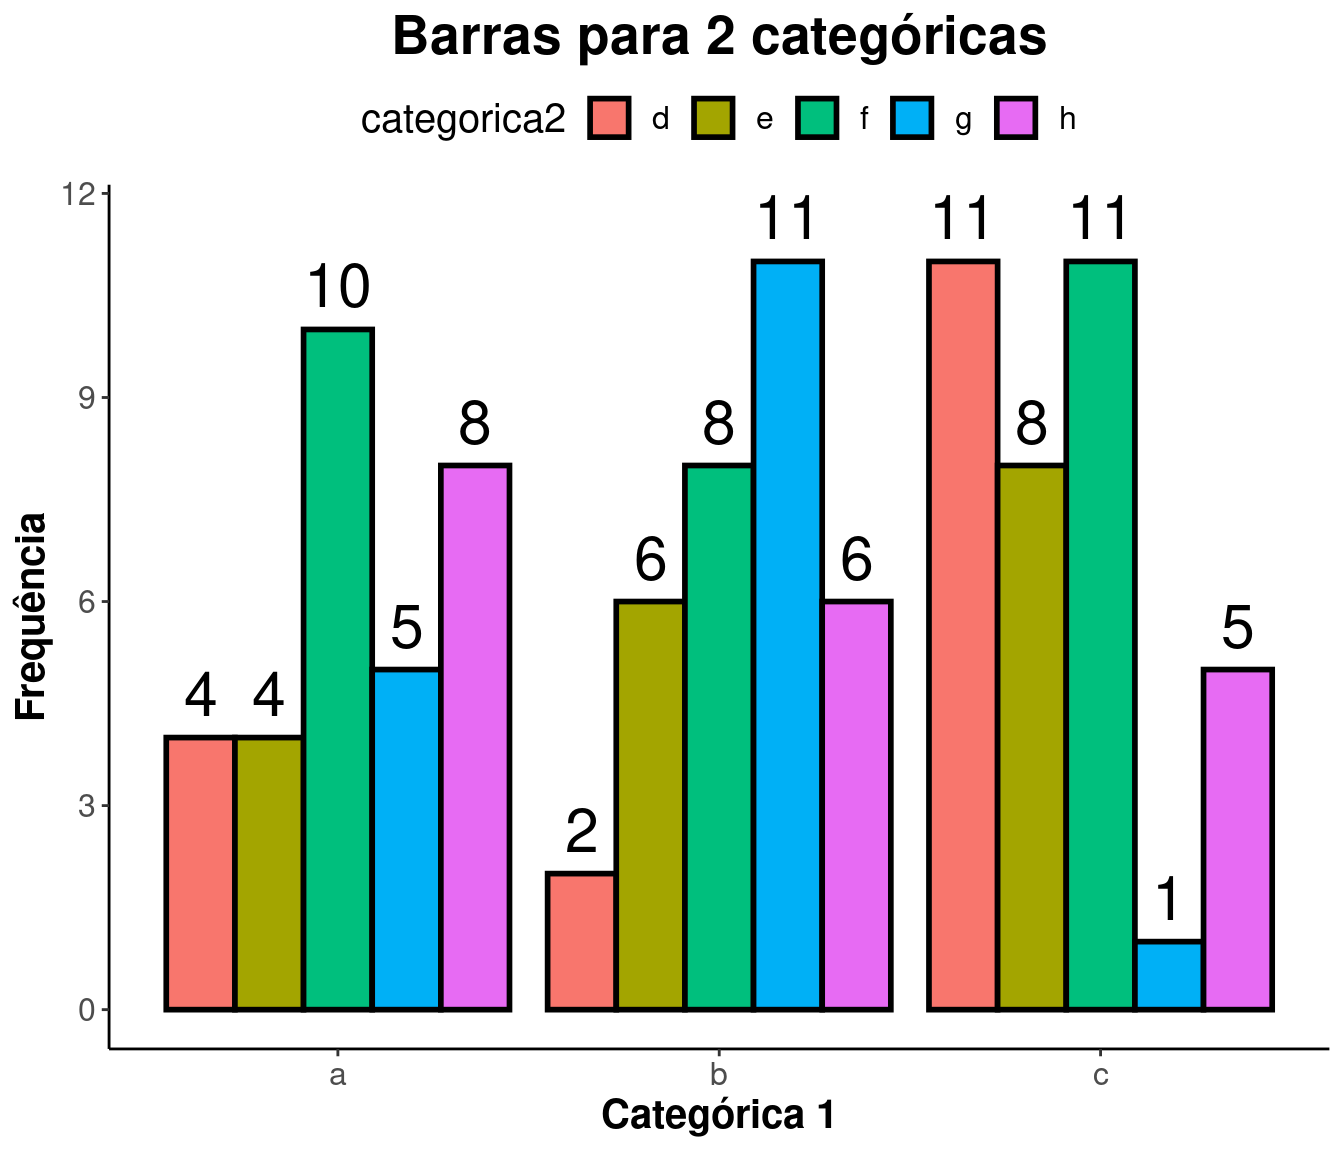 Barras para 2 categóricas
categorica2 d e f g h
12
9
6
3
0
Frequência
4 4 10 5 8
2 6 8 11 6
11 8 11 1 5
a b c
Categórica 1